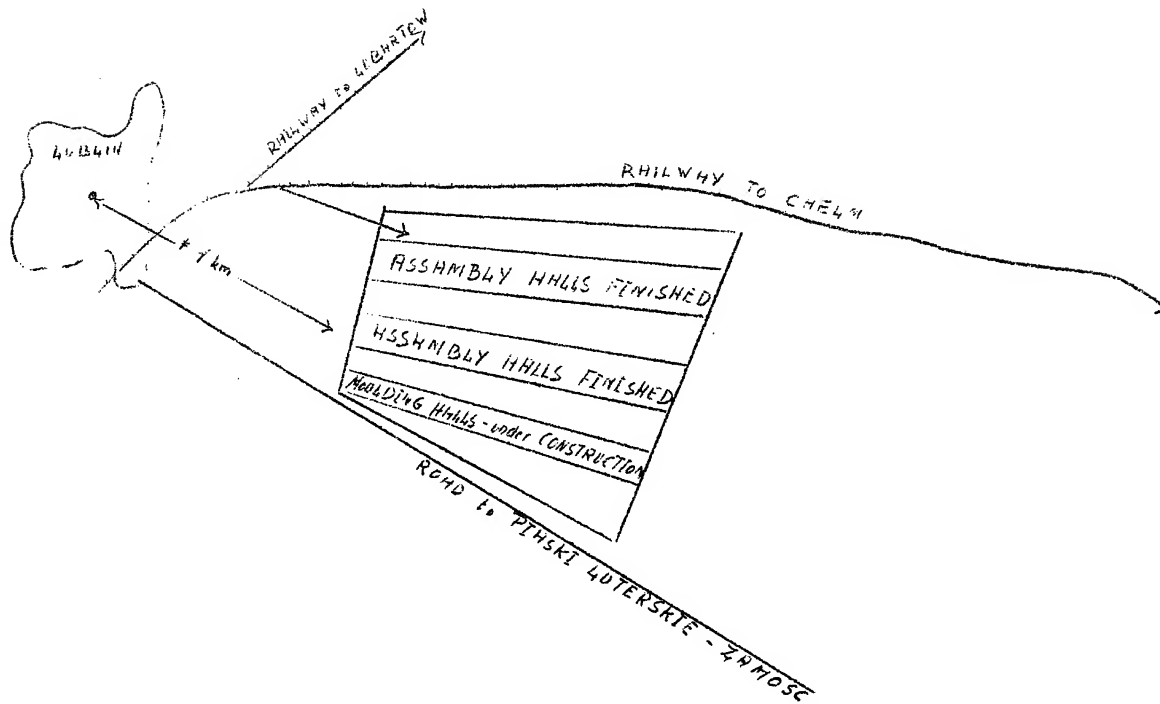 RAILWAY TO LUBARTOW
LUBLIN
RAILWAY TO CHELM
km
ASSAMBLY HALLS FINISHED
ASSAMBLY HALLS FINISHED
MOULDING HALLS - under CONSTRUCTION
ROAD to PIASKI LUTERSKIE - ZAMOSC